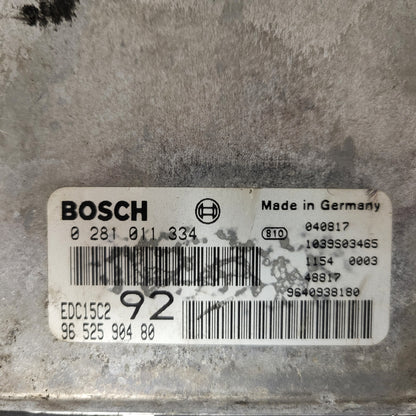 BOSCH
Made in Germany
0 281 011 334
B10 040817
1039S03465
1154 0003
48817
9640938180
EDC15C2 92
96 525 904 80